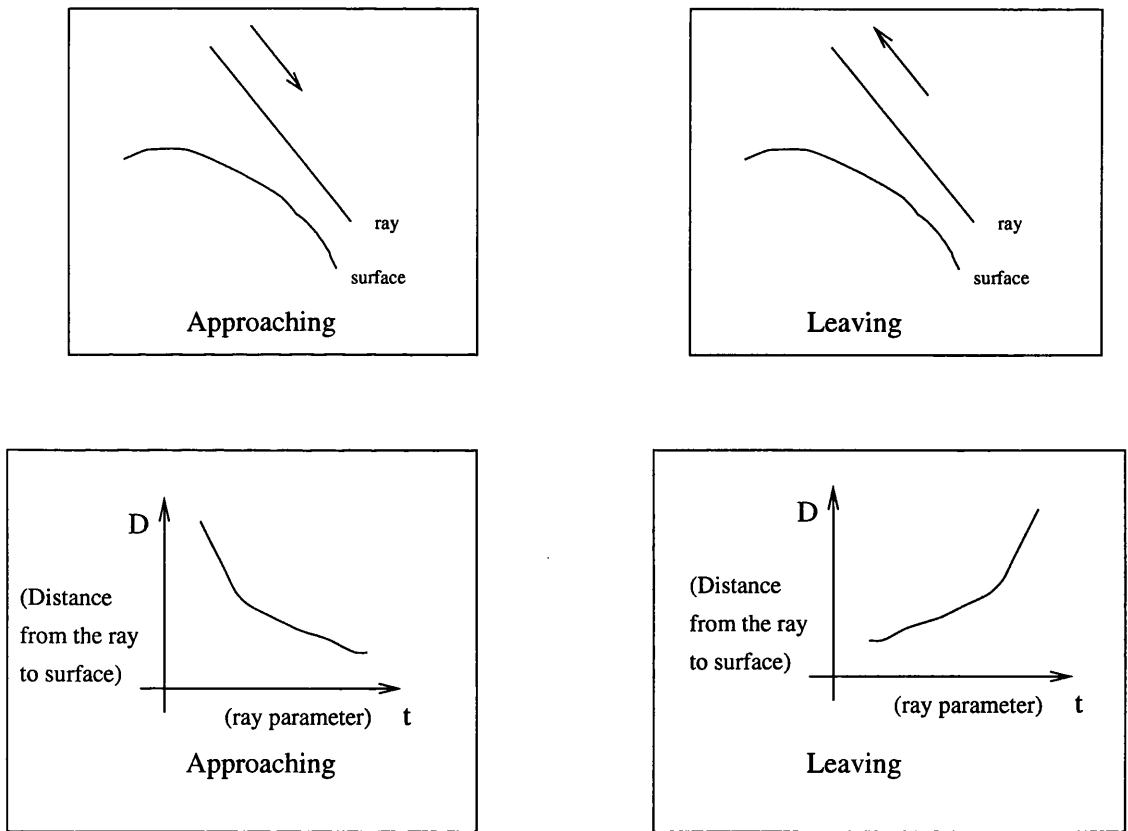 ray
surface
Approaching
ray
surface
Leaving
D
(Distance
from the ray
to surface)
(ray parameter) t
Approaching
D
(Distance
from the ray
to surface)
(ray parameter) t
Leaving